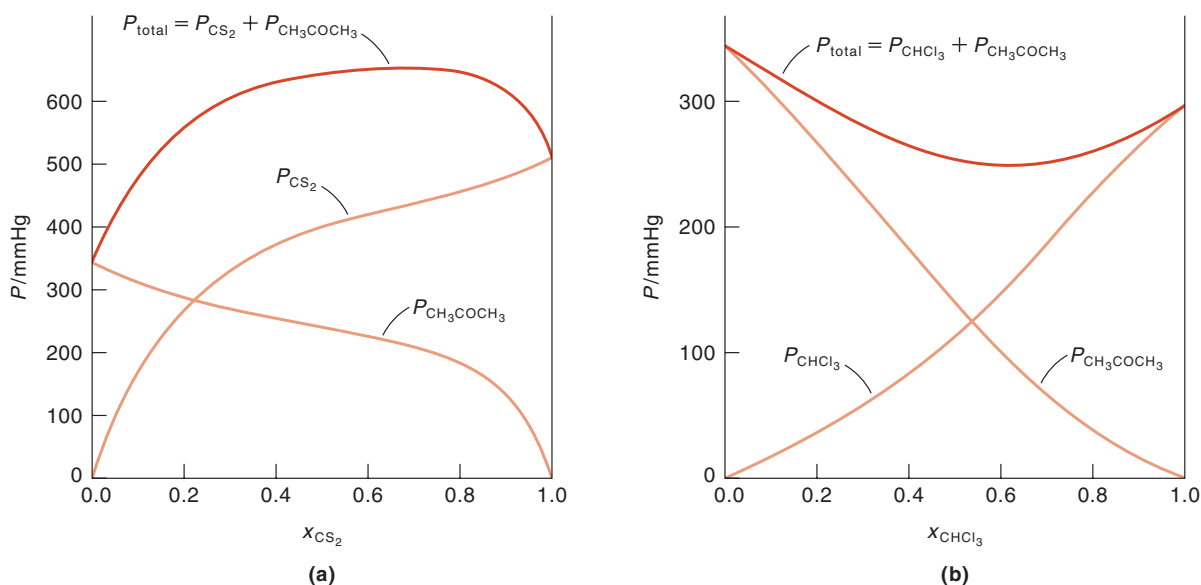 P_total = P_CS₂ + P_CH₃COCH₃
600
500
400
300
200
100
0
P/mmHg
P_CS₂
P_CH₃COCH₃
0.0 0.2 0.4 0.6 0.8 1.0
x_CS₂
(a)
P_total = P_CHCl₃ + P_CH₃COCH₃
300
200
100
0
P/mmHg
P_CHCl₃
P_CH₃COCH₃
0.0 0.2 0.4 0.6 0.8 1.0
x_CHCl₃
(b)